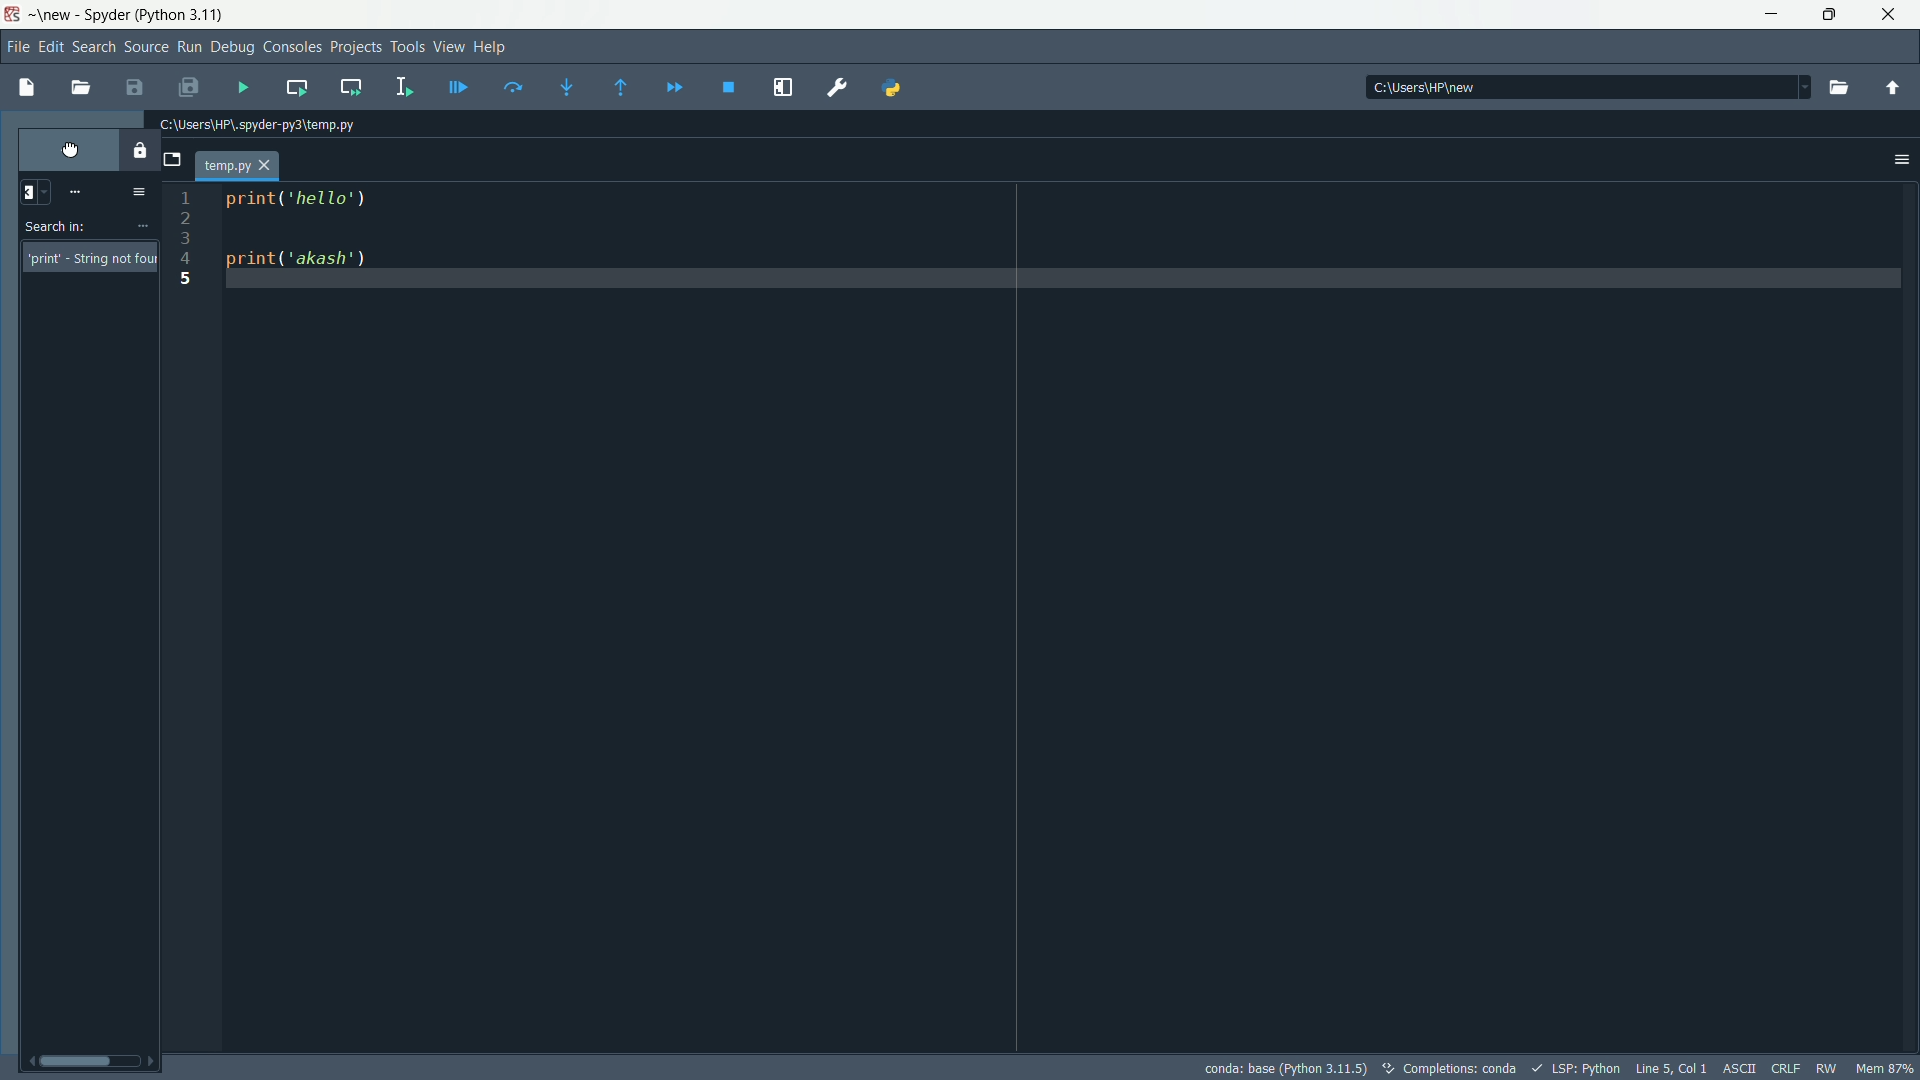 ~\new - Spyder (Python 3.11)
File Edit Search Source Run Debug Consoles Projects Tools View Help
C:\Users\HP\new
C:\Users\HP\.spyder-py3\temp.py
temp.py
Search in:
'print' - String not
1 print('hello')
2
3
4 print('akash')
5
conda: base (Python 3.11.5) Completions: conda LSP: Python Line 5, Col 1 ASCII CRLF RW Mem 87%